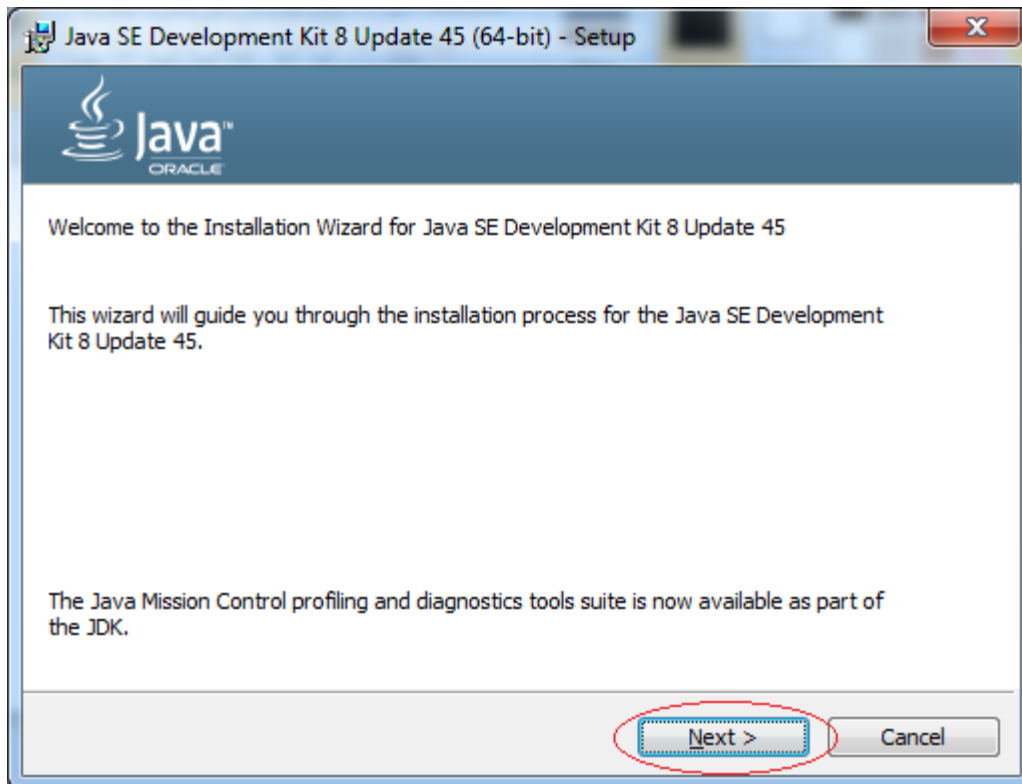 Java SE Development Kit 8 Update 45 (64-bit) - Setup
Java™
ORACLE
Welcome to the Installation Wizard for Java SE Development Kit 8 Update 45
This wizard will guide you through the installation process for the Java SE Development
Kit 8 Update 45.
The Java Mission Control profiling and diagnostics tools suite is now available as part of
the JDK.
Next >
Cancel